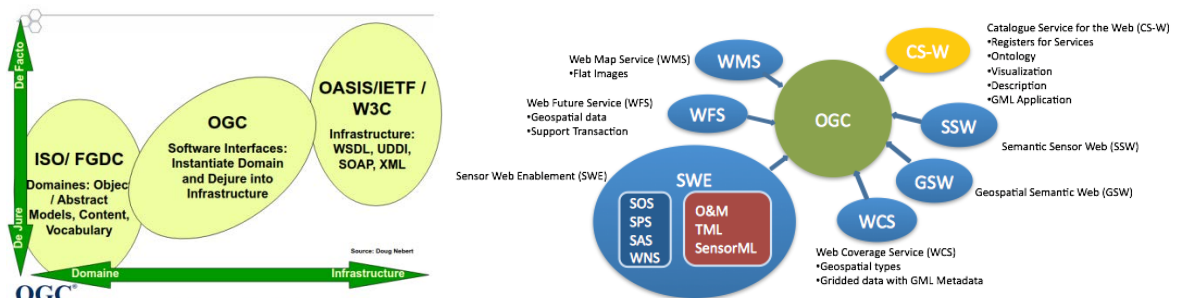 De Facto
De Jure
ISO/ FGDC
Domaines: Objec
/ Abstract
Models, Content,
Vocabulary
OGC
Software Interfaces:
Instantiate Domain
and Dejure into
Infrastructure
OASIS/IETF /
W3C
Infrastructure:
WSDL, UDDI,
SOAP, XML
Source: Doug Nebert
Domaine
Infrastructure
OGC®
Web Map Service (WMS)
•Flat Images
WMS
Web Future Service (WFS)
•Geospatial data
•Support Transaction
WFS
Sensor Web Enablement (SWE)
SWE
SOS
SPS
SAS
WNS
O&M
TML
SensorML
OGC
CS-W
Catalogue Service for the Web (CS-W)
•Registers for Services
•Ontology
•Visualization
•Description
•GML Application
SSW
Semantic Sensor Web (SSW)
GSW
Geospatial Semantic Web (GSW)
WCS
Web Coverage Service (WCS)
•Geospatial types
•Gridded data with GML Metadata